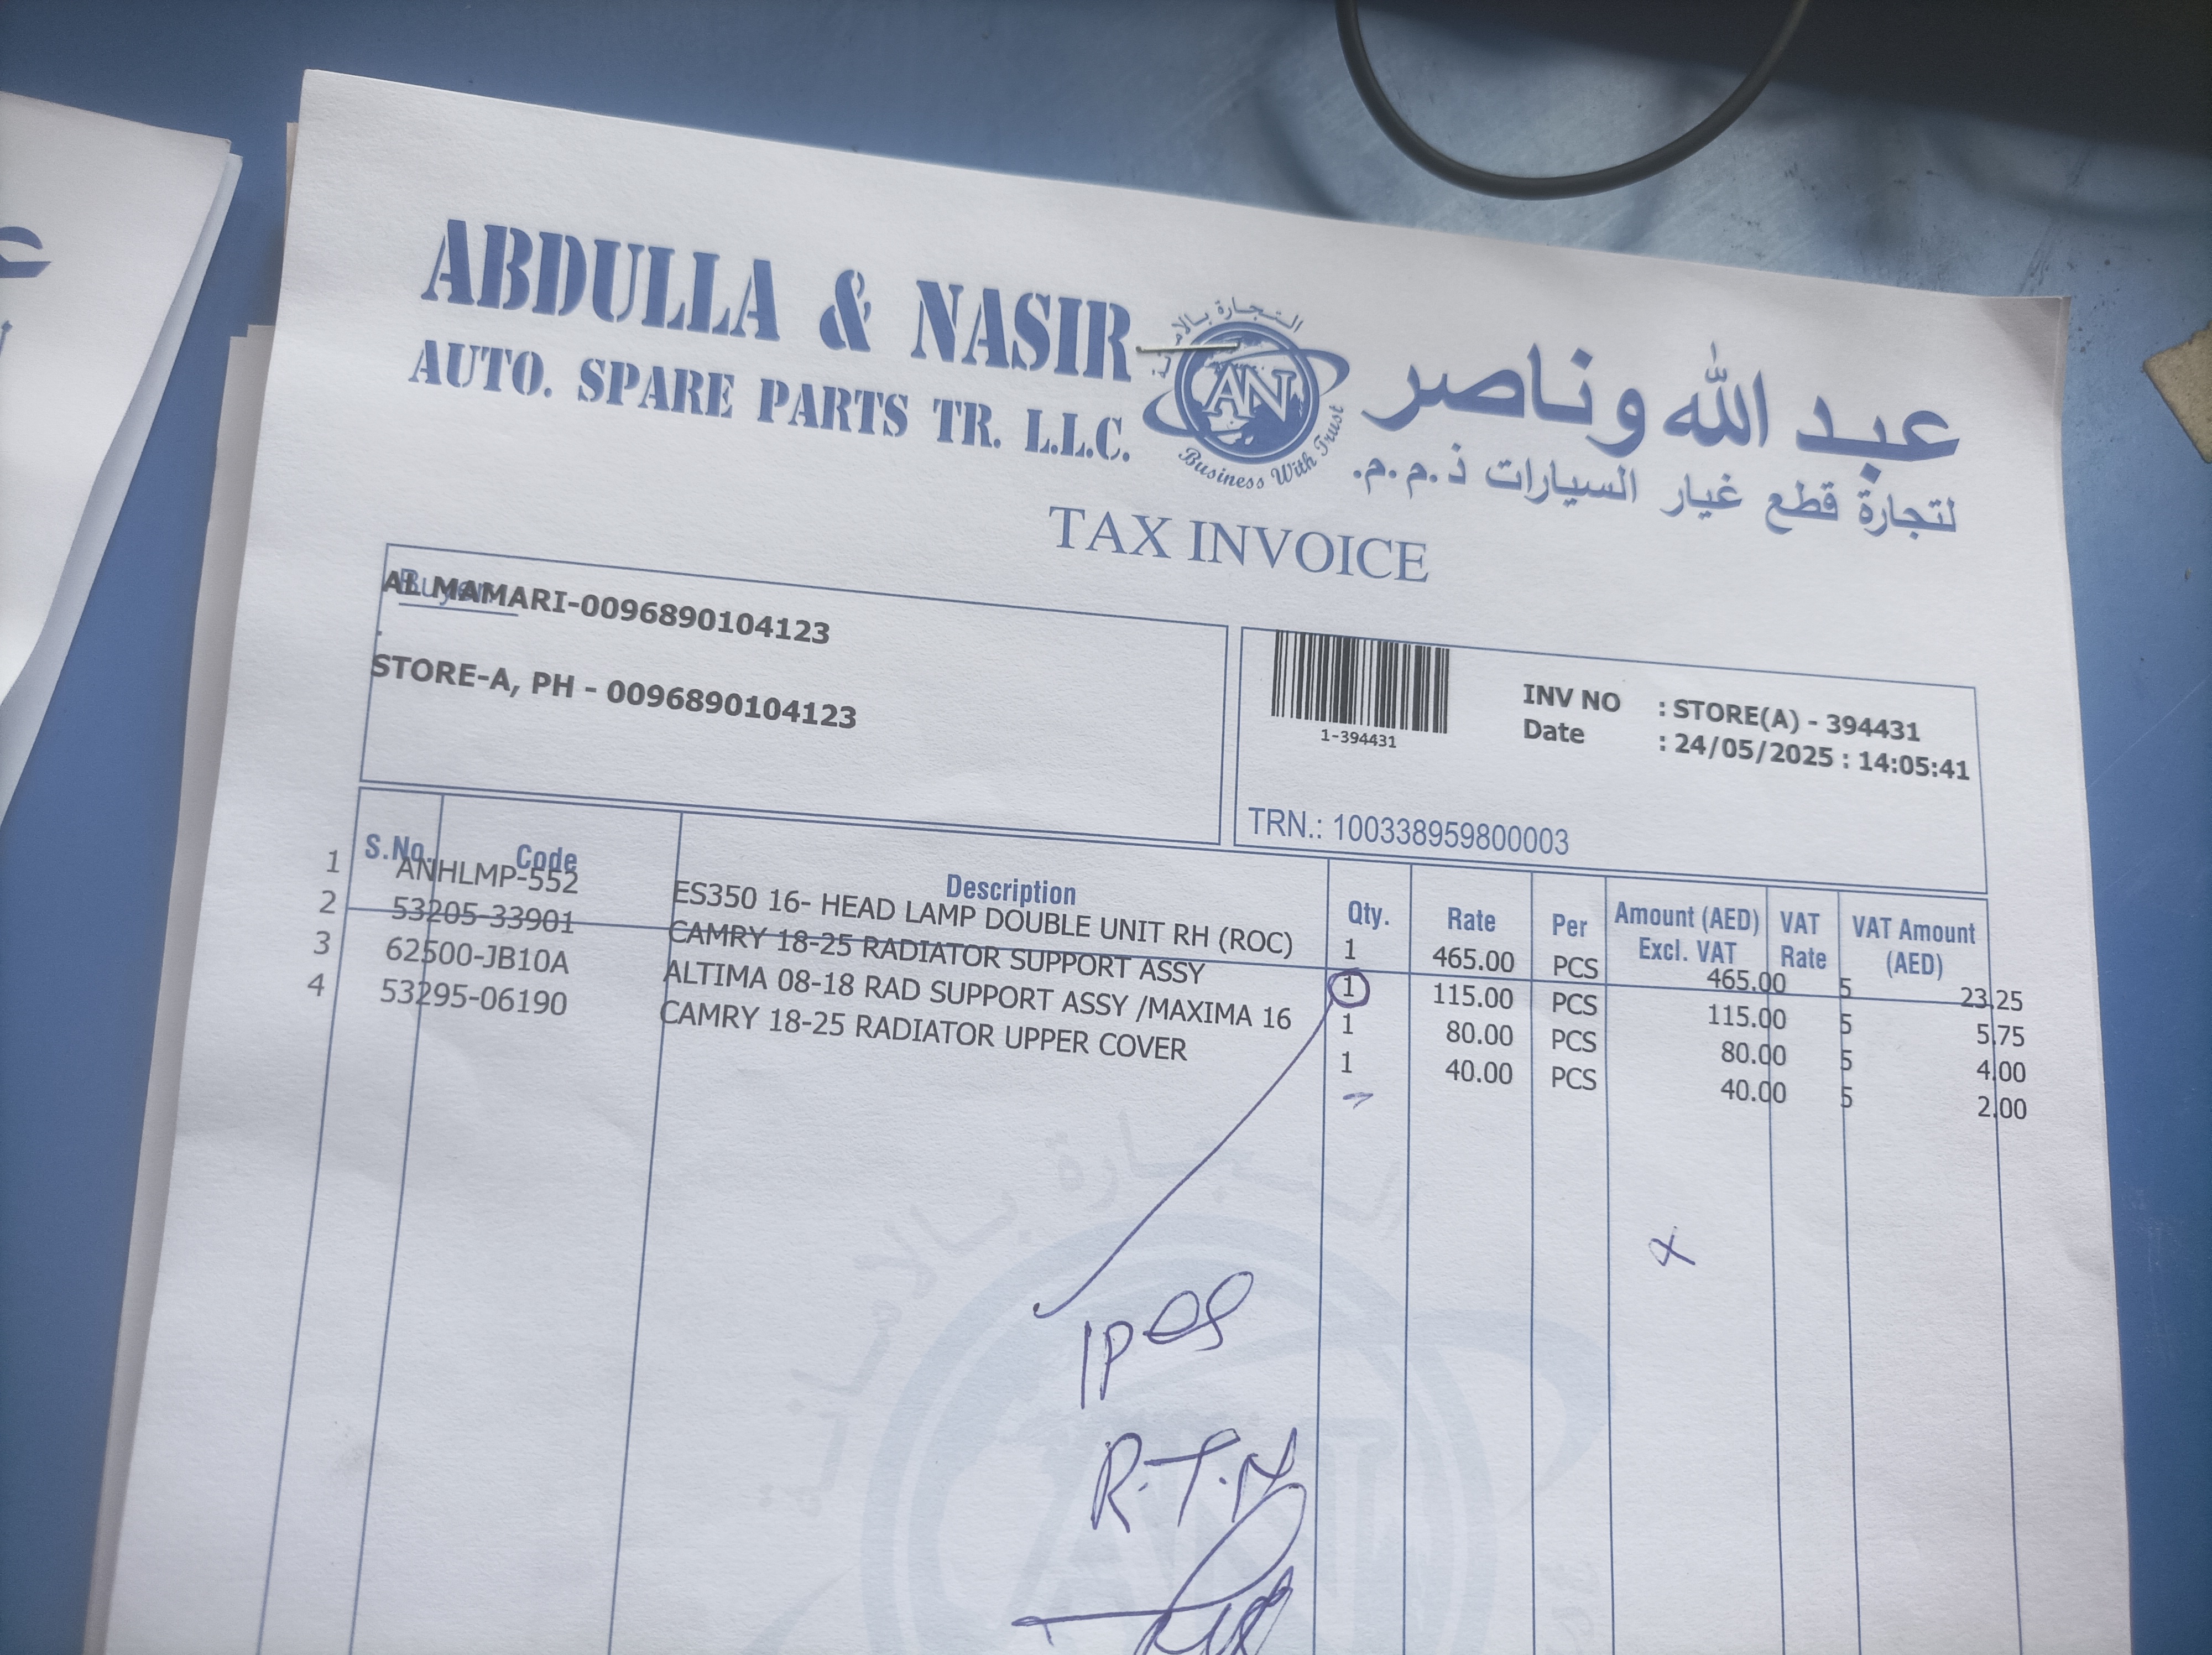 ABDULLA & NASIR
AUTO. SPARE PARTS TR. L.L.C.
التجارة بالأمانة
AN
Business With Trust
عبد الله وناصر
لتجارة قطع غيار السيارات ذ.م.م.
TAX INVOICE
Buyer
AL MAMARI-0096890104123
.
STORE-A, PH - 0096890104123
1-394431
INV NO : STORE(A) - 394431
Date : 24/05/2025 : 14:05:41
TRN.: 100338959800003
S.No. Code Description Qty. Rate Per Amount (AED) Excl. VAT VAT Rate VAT Amount (AED)
1 ANHLMP-552 ES350 16- HEAD LAMP DOUBLE UNIT RH (ROC) 1 465.00 PCS 465.00 5 23.25
2 53205-33901 CAMRY 18-25 RADIATOR SUPPORT ASSY 1 115.00 PCS 115.00 5 5.75
3 62500-JB10A ALTIMA 08-18 RAD SUPPORT ASSY /MAXIMA 16 1 80.00 PCS 80.00 5 4.00
4 53295-06190 CAMRY 18-25 RADIATOR UPPER COVER 1 40.00 PCS 40.00 5 2.00
التجارة بالأمانة
AN
R.T.N